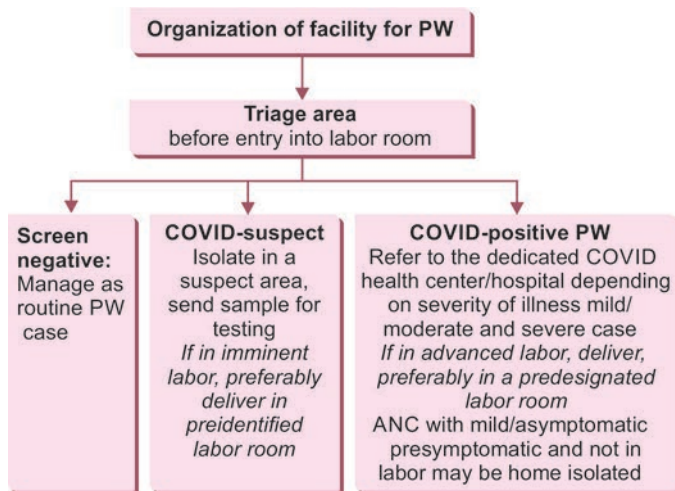 Organization of facility for PW
Triage area
before entry into labor room
Screen
negative:
Manage as
routine PW
case
COVID-suspect
Isolate in a
suspect area,
send sample for
testing
If in imminent
labor, preferably
deliver in
preidentified
labor room
COVID-positive PW
Refer to the dedicated COVID
health center/hospital depending
on severity of illness mild/
moderate and severe case
If in advanced labor, deliver,
preferably in a predesignated
labor room
ANC with mild/asymptomatic
presymptomatic and not in
labor may be home isolated